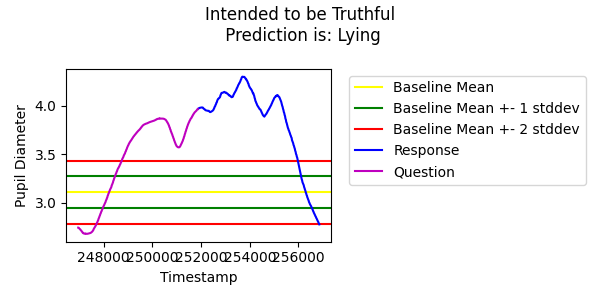 Intended to be Truthful
Prediction is: Lying
Pupil Diameter
4.0
3.5
3.0
248000
250000
252000
254000
256000
Timestamp
Baseline Mean
Baseline Mean +- 1 stddev
Baseline Mean +- 2 stddev
Response
Question